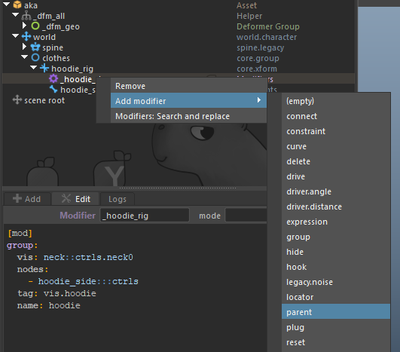 aka Asset
_dfm_all Helper
_dfm_geo Deformer Group
world world.character
spine spine.legacy
clothes core.group
hoodie_rig core.xform
_hoodie_
hoodie_s
scene root
Remove
Add modifier
Modifiers: Search and replace
(empty)
connect
constraint
curve
delete
drive
driver.angle
driver.distance
expression
group
hide
hook
legacy.noise
locator
parent
plug
reset
Y
Add Edit Logs
Modifier _hoodie_rig mode
[mod]
group:
vis: neck::ctrls.neck0
nodes:
- hoodie_side:::ctrls
tag: vis.hoodie
name: hoodie